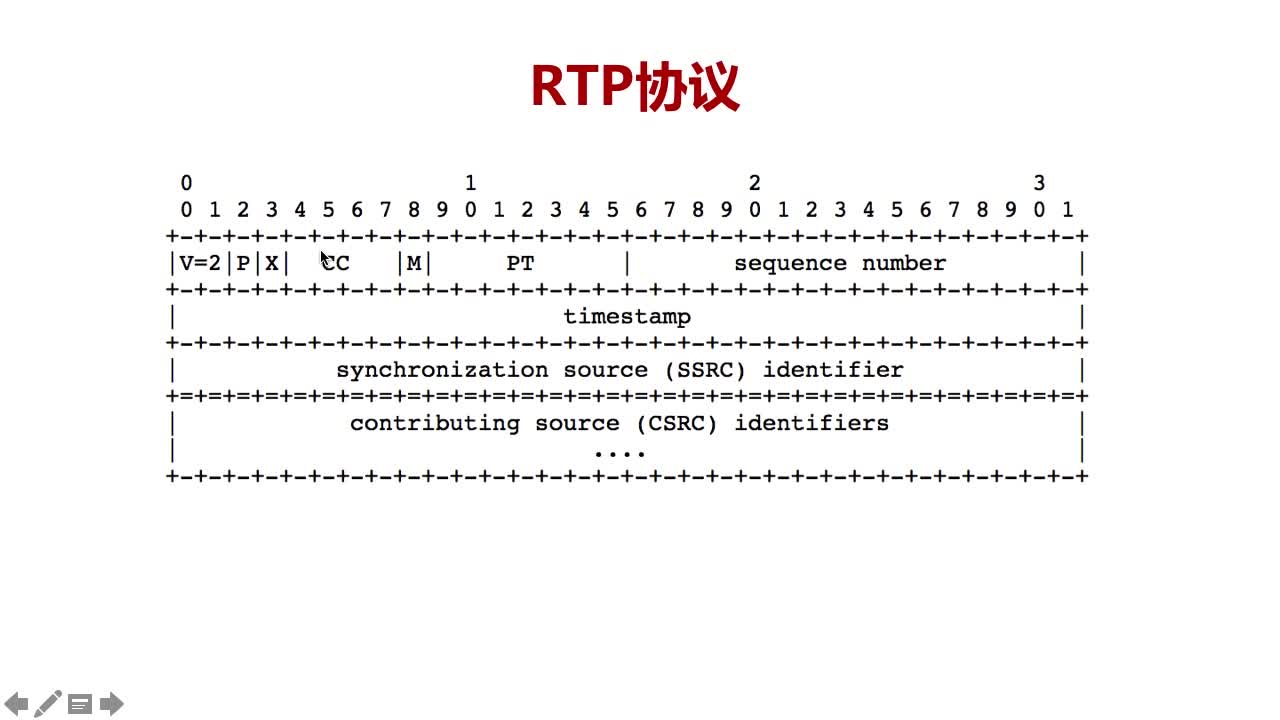 RTP协议
0                   1                   2                   3
0 1 2 3 4 5 6 7 8 9 0 1 2 3 4 5 6 7 8 9 0 1 2 3 4 5 6 7 8 9 0 1
+-+-+-+-+-+-+-+-+-+-+-+-+-+-+-+-+-+-+-+-+-+-+-+-+-+-+-+-+-+-+-+-+
|V=2|P|X|  CC   |M|     PT      |       sequence number         |
+-+-+-+-+-+-+-+-+-+-+-+-+-+-+-+-+-+-+-+-+-+-+-+-+-+-+-+-+-+-+-+-+
|                           timestamp                           |
+-+-+-+-+-+-+-+-+-+-+-+-+-+-+-+-+-+-+-+-+-+-+-+-+-+-+-+-+-+-+-+-+
|           synchronization source (SSRC) identifier            |
+=+=+=+=+=+=+=+=+=+=+=+=+=+=+=+=+=+=+=+=+=+=+=+=+=+=+=+=+=+=+=+=+
|            contributing source (CSRC) identifiers             |
|                             ....                              |
+-+-+-+-+-+-+-+-+-+-+-+-+-+-+-+-+-+-+-+-+-+-+-+-+-+-+-+-+-+-+-+-+